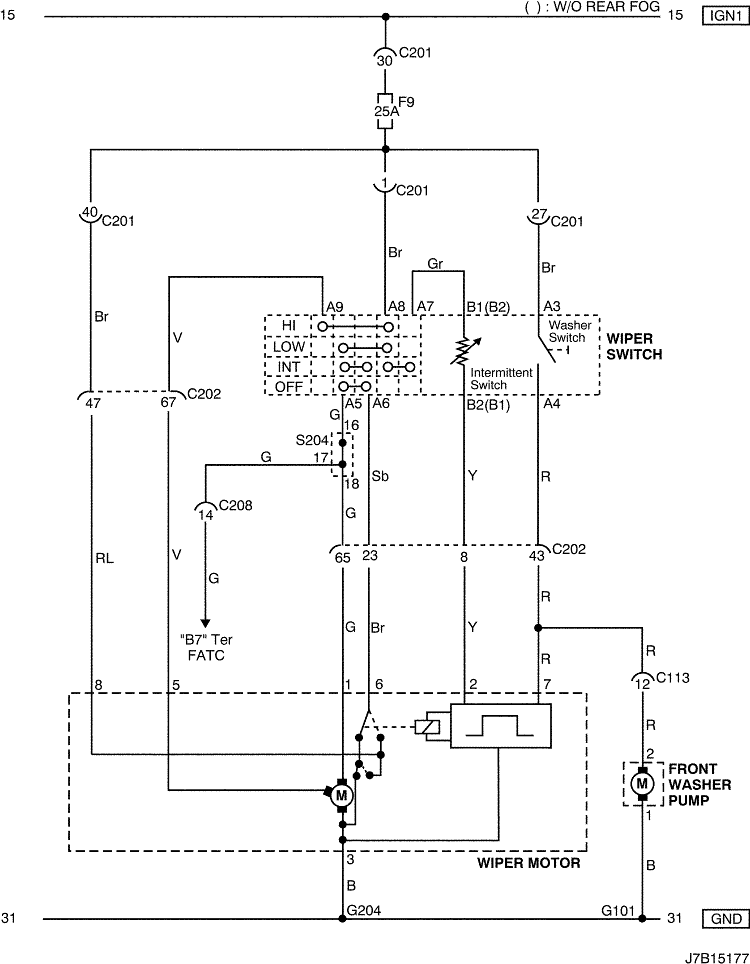 ( ) : W/O REAR FOG
15
15
IGN1
C201
30
F9
25A
40
C201
1
C201
27
C201
Br
Gr
Br
Br
V
A9
A8
A7
B1(B2)
A3
HI
LOW
INT
OFF
Washer
Switch
Intermittent
Switch
WIPER
SWITCH
47
67
C202
A5
A6
B2(B1)
A4
G
16
S204
17
18
G
Sb
Y
R
C208
14
G
65
23
8
43
C202
RL
V
G
R
G
Br
Y
R
"B7" Ter
FATC
R
C113
12
8
5
1
6
2
7
R
2
M
M
FRONT
WASHER
PUMP
1
3
WIPER MOTOR
B
B
31
G204
G101
31
GND
J7B15177